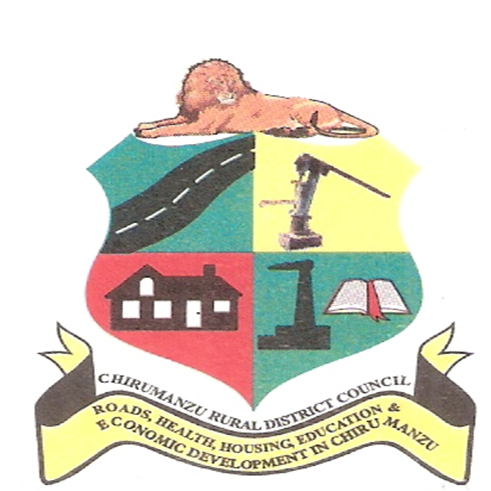 CHIRUMANZU RURAL DISTRICT COUNCIL
ROADS, HEALTH, HOUSING, EDUCATION &
ECONOMIC DEVELOPMENT IN CHIRU MANZU